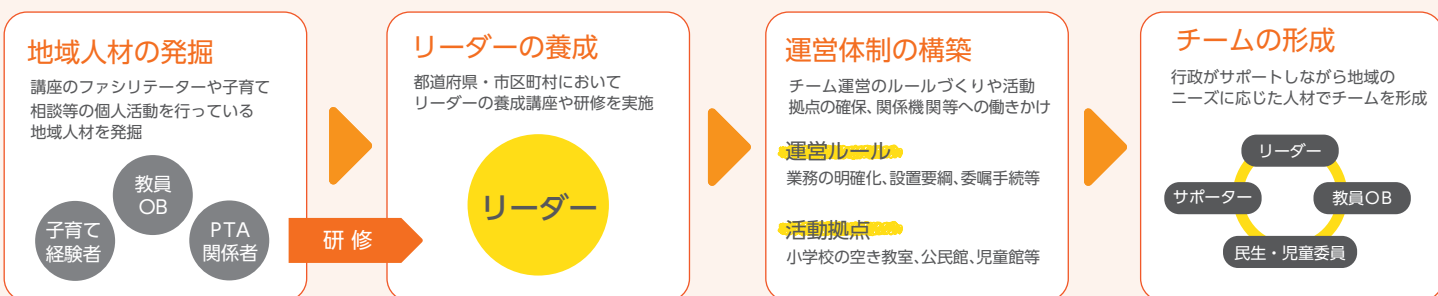 地域人材の発掘
講座のファシリテーターや子育て
相談等の個人活動を行っている
地域人材を発掘
教員
OB
子育て
経験者
PTA
関係者
研修
リーダーの養成
都道府県・市区町村において
リーダーの養成講座や研修を実施
リーダー
運営体制の構築
チーム運営のルールづくりや活動
拠点の確保、関係機関等への働きかけ
運営ルール
業務の明確化、設置要綱、委嘱手続等
活動拠点
小学校の空き教室、公民館、児童館等
チームの形成
行政がサポートしながら地域の
ニーズに応じた人材でチームを形成
リーダー
サポーター
教員OB
民生・児童委員